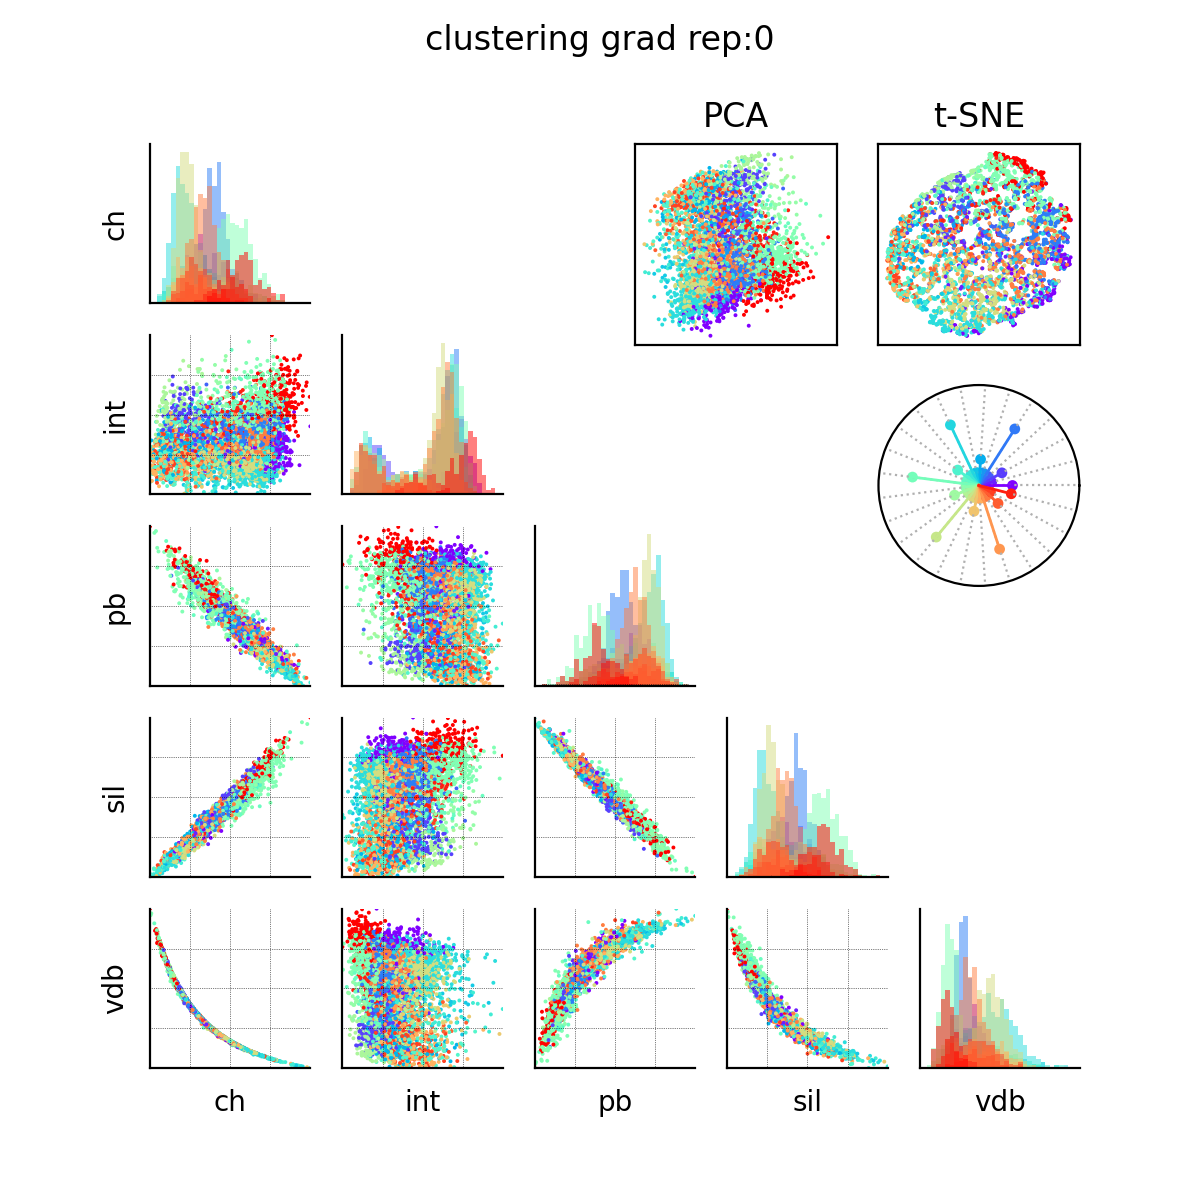 clustering grad rep:0
PCA
t-SNE
ch
int
pb
sil
vdb
ch
int
pb
sil
vdb